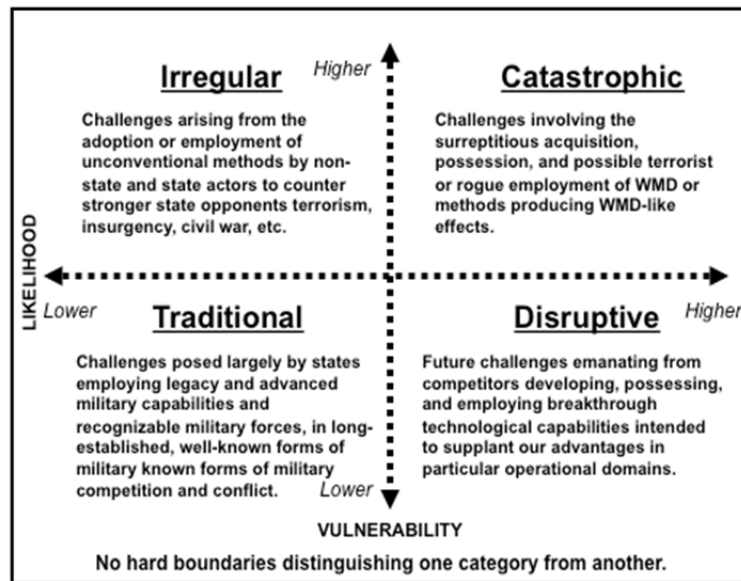 Irregular
Higher
Challenges arising from the
adoption or employment of
unconventional methods by non-
state and state actors to counter
stronger state opponents terrorism,
insurgency, civil war, etc.
Catastrophic
Challenges involving the
surreptitious acquisition,
possession, and possible terrorist
or rogue employment of WMD or
methods producing WMD-like
effects.
LIKELIHOOD
Lower
Higher
Traditional
Challenges posed largely by states
employing legacy and advanced
military capabilities and
recognizable military forces, in long-
established, well-known forms of
military known forms of military
competition and conflict.
Lower
Disruptive
Future challenges emanating from
competitors developing, possessing,
and employing breakthrough
technological capabilities intended
to supplant our advantages in
particular operational domains.
VULNERABILITY
No hard boundaries distinguishing one category from another.